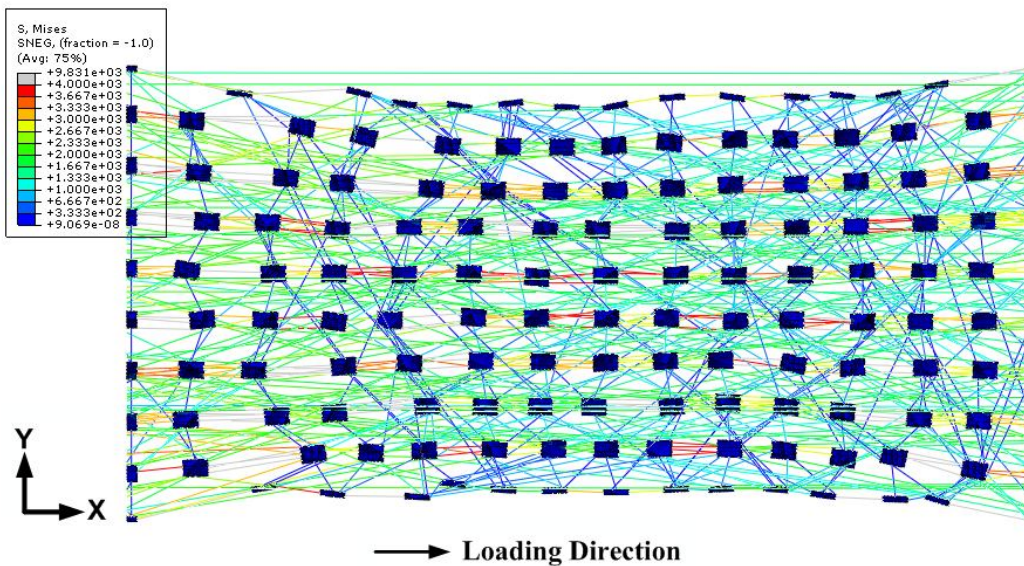 S, Mises
SNEG, (fraction = -1.0)
(Avg: 75%)
+9.831e+03
+4.000e+03
+3.667e+03
+3.333e+03
+3.000e+03
+2.667e+03
+2.333e+03
+2.000e+03
+1.667e+03
+1.333e+03
+1.000e+03
+6.667e+02
+3.333e+02
+9.069e-08
Y
X
Loading Direction